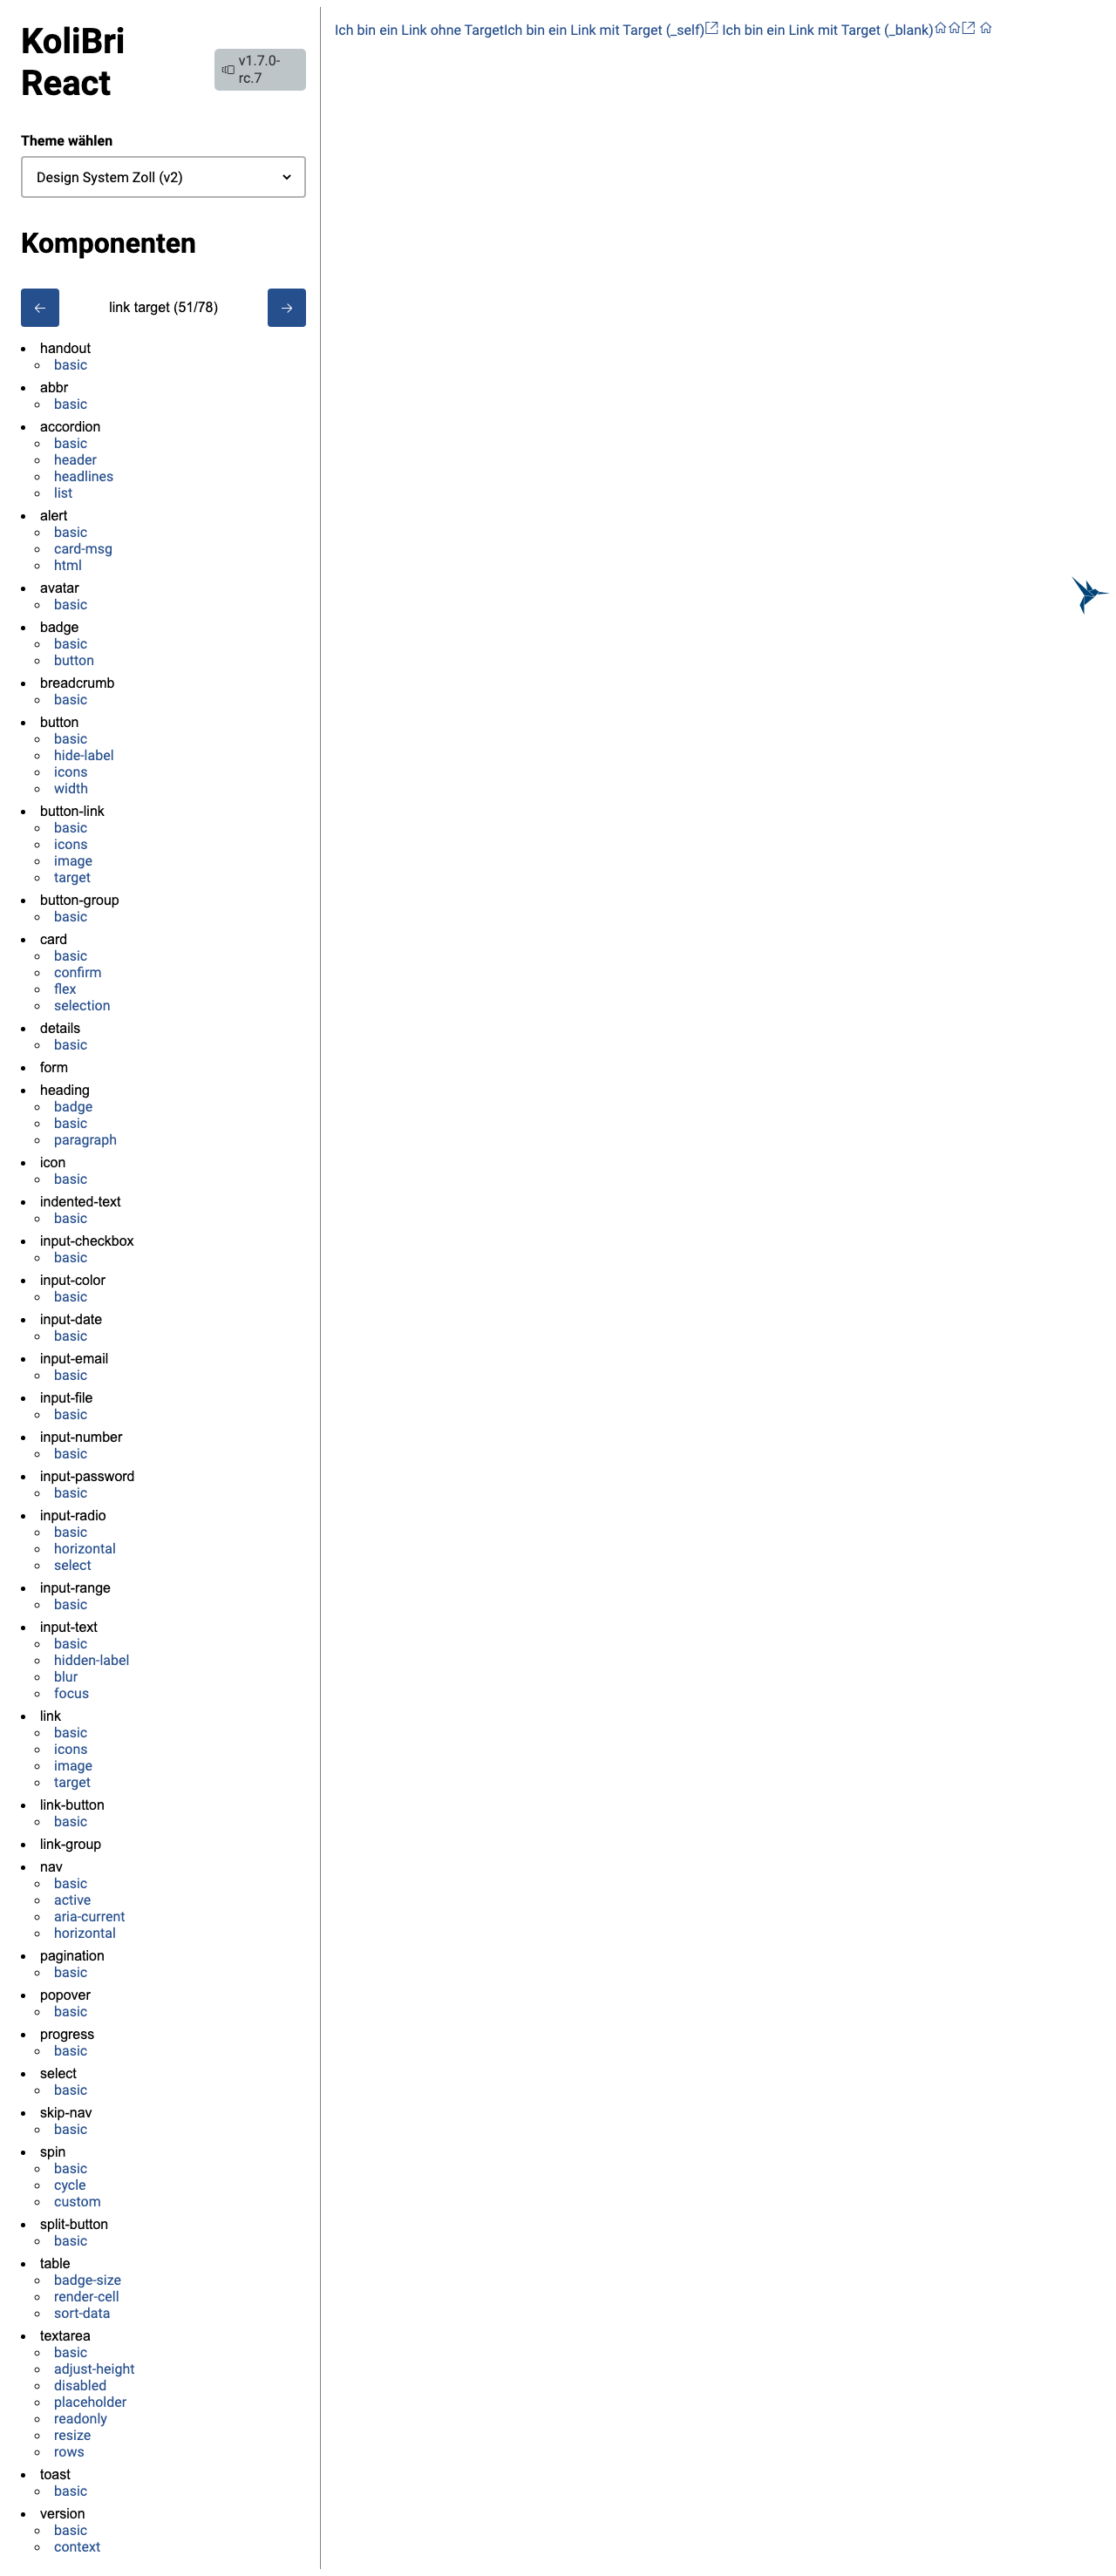 KoliBri
React
v1.7.0-
rc.7
Theme wählen
Design System Zoll (v2)
Komponenten
link target (51/78)
handout
basic
abbr
basic
accordion
basic
header
headlines
list
alert
basic
card-msg
html
avatar
basic
badge
basic
button
breadcrumb
basic
button
basic
hide-label
icons
width
button-link
basic
icons
image
target
button-group
basic
card
basic
confirm
flex
selection
details
basic
form
heading
badge
basic
paragraph
icon
basic
indented-text
basic
input-checkbox
basic
input-color
basic
input-date
basic
input-email
basic
input-file
basic
input-number
basic
input-password
basic
input-radio
basic
horizontal
select
input-range
basic
input-text
basic
hidden-label
blur
focus
link
basic
icons
image
target
link-button
basic
link-group
nav
basic
active
aria-current
horizontal
pagination
basic
popover
basic
progress
basic
select
basic
skip-nav
basic
spin
basic
cycle
custom
split-button
basic
table
badge-size
render-cell
sort-data
textarea
basic
adjust-height
disabled
placeholder
readonly
resize
rows
toast
basic
version
basic
context
Ich bin ein Link ohne TargetIch bin ein Link mit Target (_self) Ich bin ein Link mit Target (_blank)